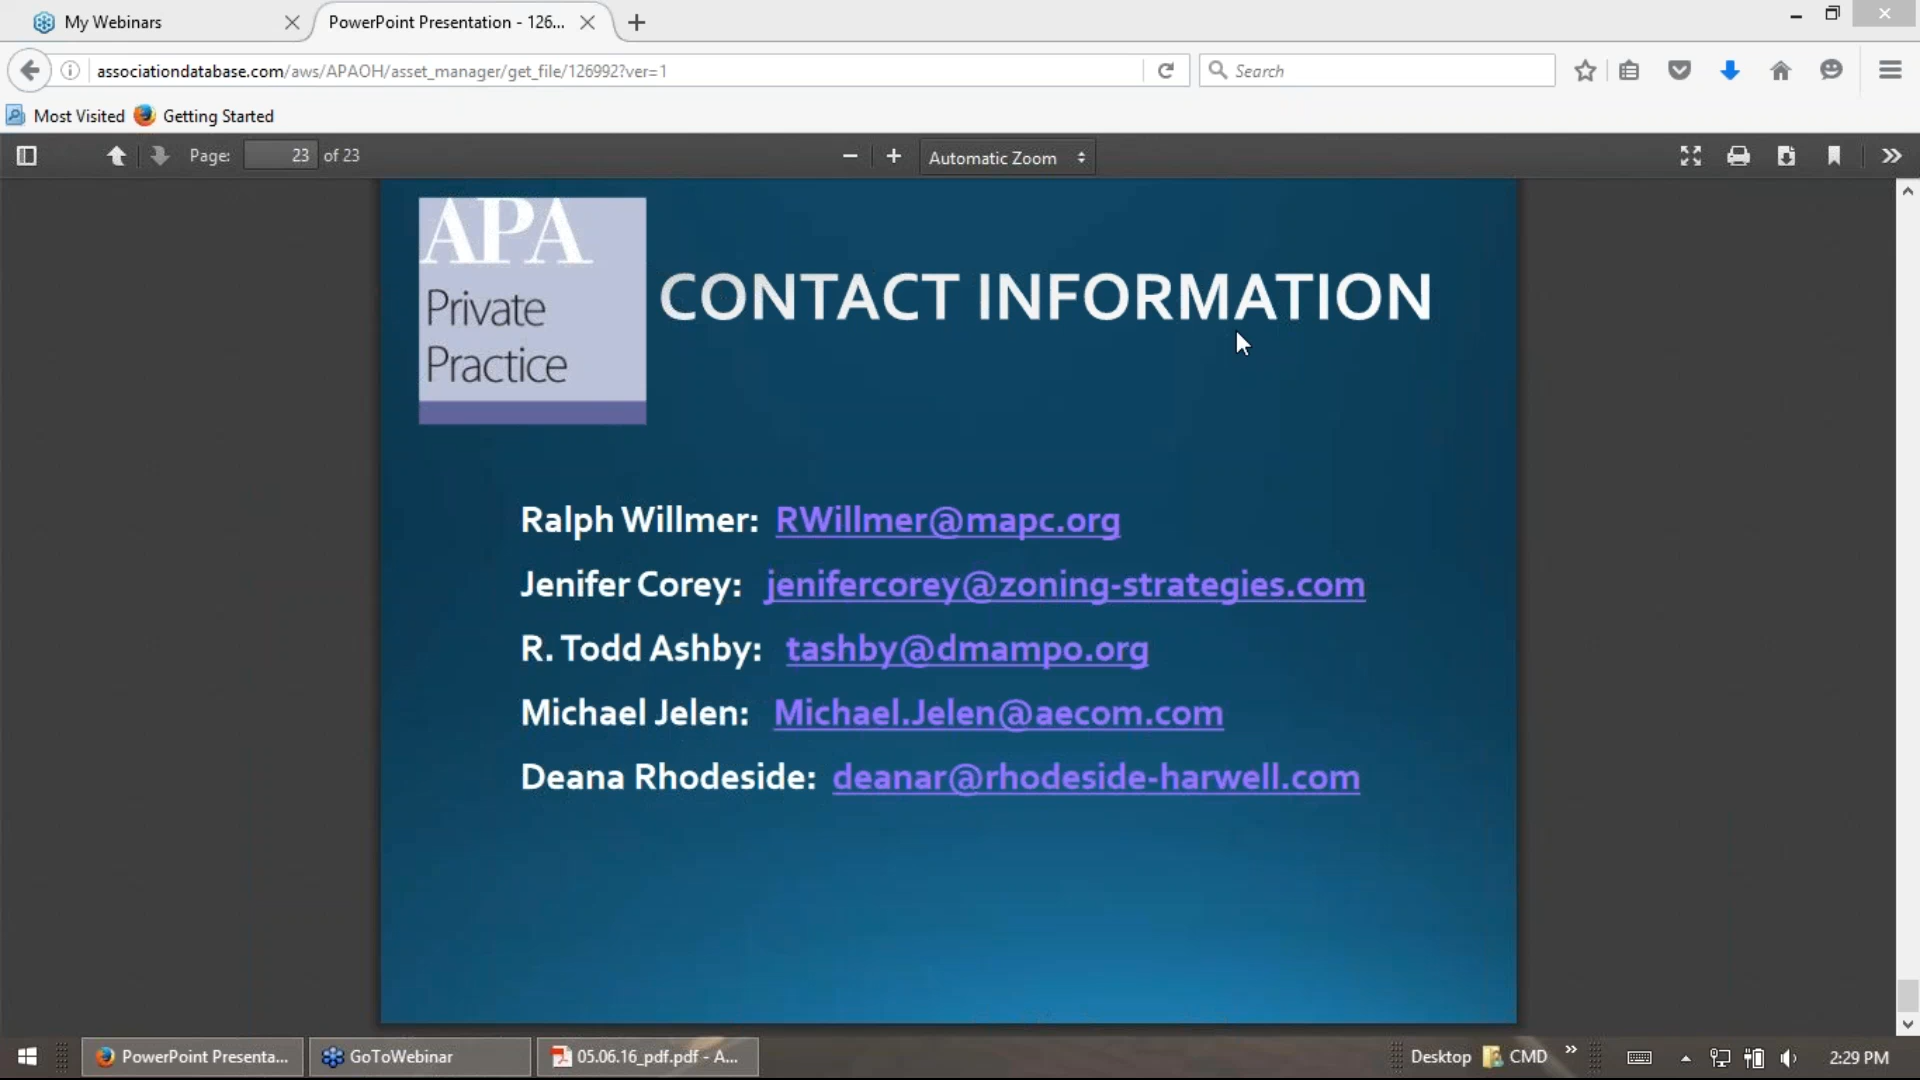 My Webinars
PowerPoint Presentation - 126...
associationdatabase.com/aws/APAOH/asset_manager/get_file/126992?ver=1
Search
Most Visited
Getting Started
Page: 23 of 23
Automatic Zoom
APA
Private
Practice
CONTACT INFORMATION
Ralph Willmer: RWillmer@mapc.org
Jenifer Corey: jenifercorey@zoning-strategies.com
R. Todd Ashby: tashby@dmampo.org
Michael Jelen: Michael.Jelen@aecom.com
Deana Rhodeside: deanar@rhodeside-harwell.com
PowerPoint Presenta...
GoToWebinar
05.06.16_pdf.pdf - A...
Desktop
CMD
2:29 PM